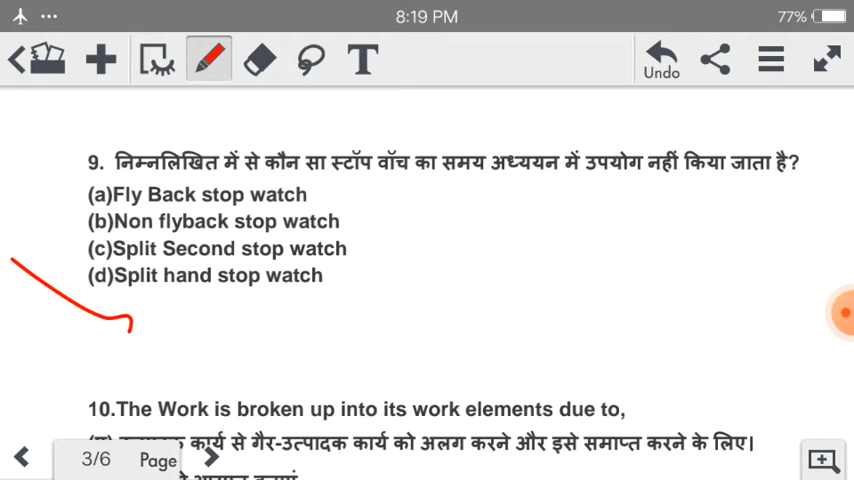 8:19 PM 77%
T Undo
9. निम्नलिखित में से कौन सा स्टॉप वॉच का समय अध्ययन में उपयोग नहीं किया जाता है?
(a)Fly Back stop watch
(b)Non flyback stop watch
(c)Split Second stop watch
(d)Split hand stop watch
10.The Work is broken up into its work elements due to,
कार्य से गैर-उत्पादक कार्य को अलग करने और इसे समाप्त करने के लिए।
3/6 Page